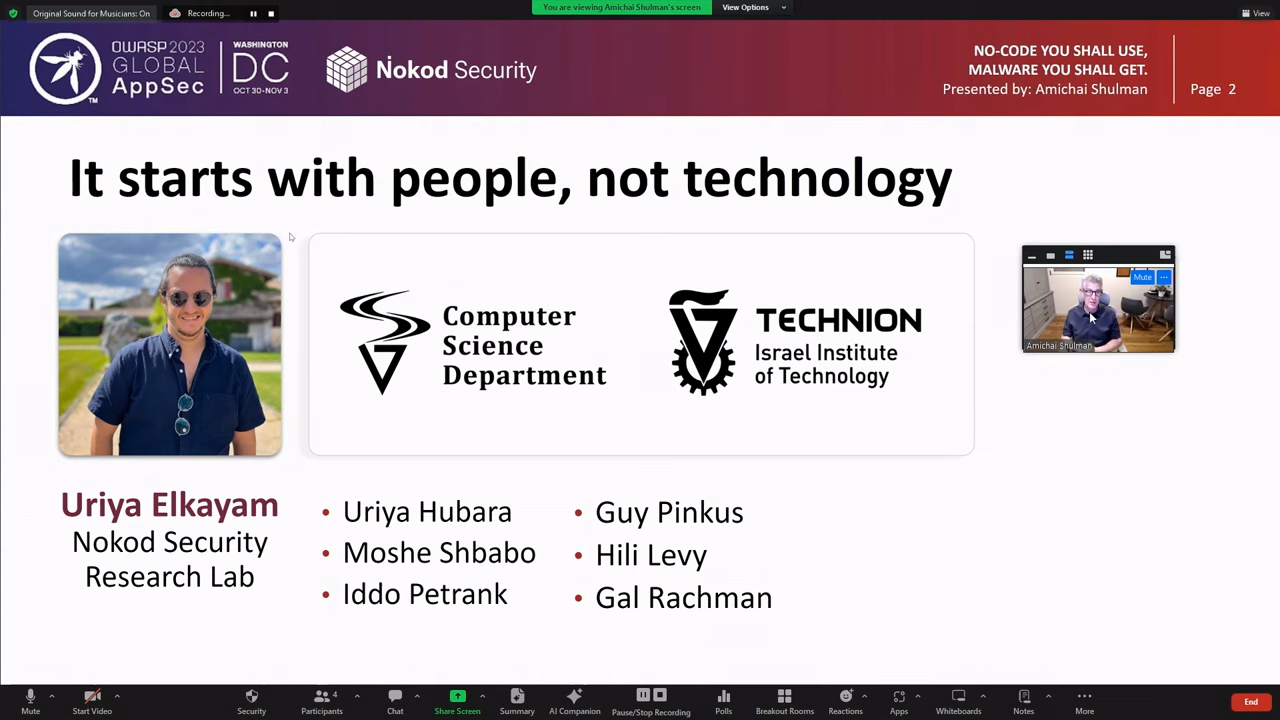 Original Sound for Musicians: On
Recording...
You are viewing Amichai Shulman's screen
View Options
View
OWASP 2023
GLOBAL
AppSec
WASHINGTON
DC
OCT 30-NOV 3
Nokod Security
NO-CODE YOU SHALL USE,
MALWARE YOU SHALL GET.
Presented by: Amichai Shulman
Page 2
It starts with people, not technology
Computer
Science
Department
TECHNION
Israel Institute
of Technology
Mute
Amichai Shulman
Uriya Elkayam
Nokod Security
Research Lab
• Uriya Hubara
• Moshe Shbabo
• Iddo Petrank
• Guy Pinkus
• Hili Levy
• Gal Rachman
Mute
Start Video
Security
Participants
4
Chat
Share Screen
Summary
AI Companion
Pause/Stop Recording
Polls
Breakout Rooms
Reactions
Apps
Whiteboards
Notes
More
End